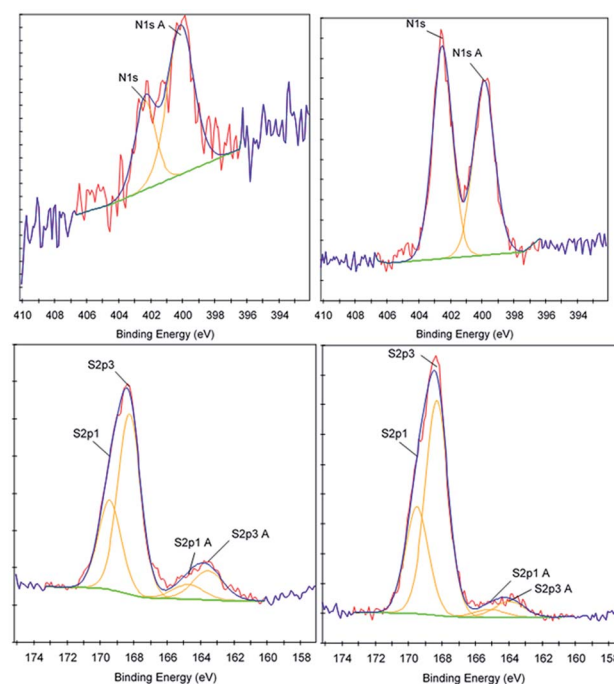 N1s A
N1s
410 408 406 404 402 400 398 396 394
Binding Energy (eV)
N1s
N1s A
410 408 406 404 402 400 398 396 394
Binding Energy (eV)
S2p3
S2p1
S2p1 A
S2p3 A
174 172 170 168 166 164 162 160
Binding Energy (eV)
S2p3
S2p1
S2p1 A
S2p3 A
174 172 170 168 166 164 162 160 158
Binding Energy (eV)